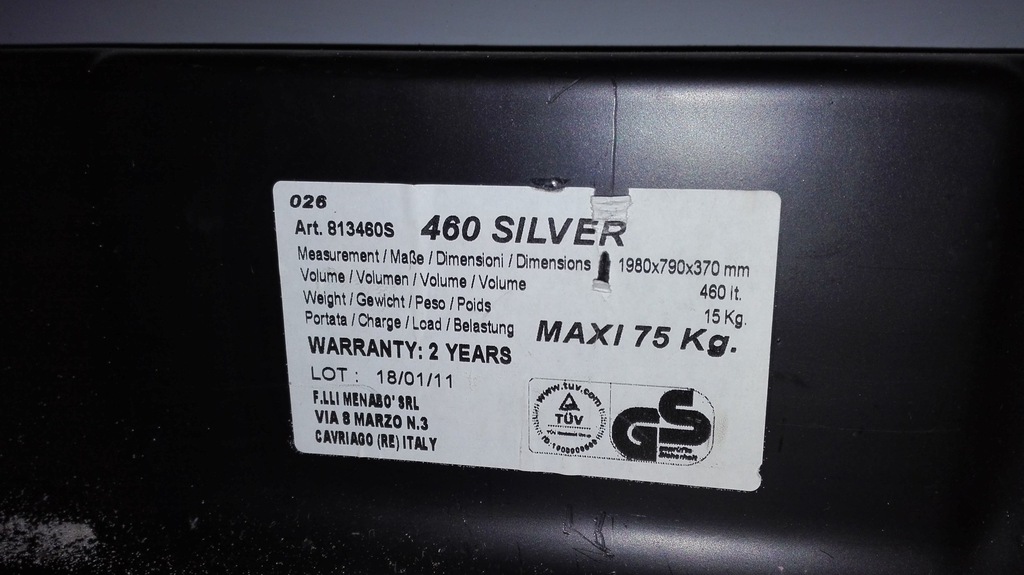 026
Art. 813460S 460 SILVER
Measurement / Maße / Dimensioni / Dimensions 1980x790x370 mm
Volume / Volumen / Volume / Volume 460 lt.
Weight / Gewicht / Peso / Poids 15 Kg.
Portata / Charge / Load / Belastung MAXI 75 Kg.
WARRANTY: 2 YEARS
LOT : 18/01/11
F.LLI MENABO' SRL
VIA 8 MARZO N.3
CAVRIAGO (RE) ITALY
www.tuv.com
TÜV
GS
geprüfte
Sicherheit